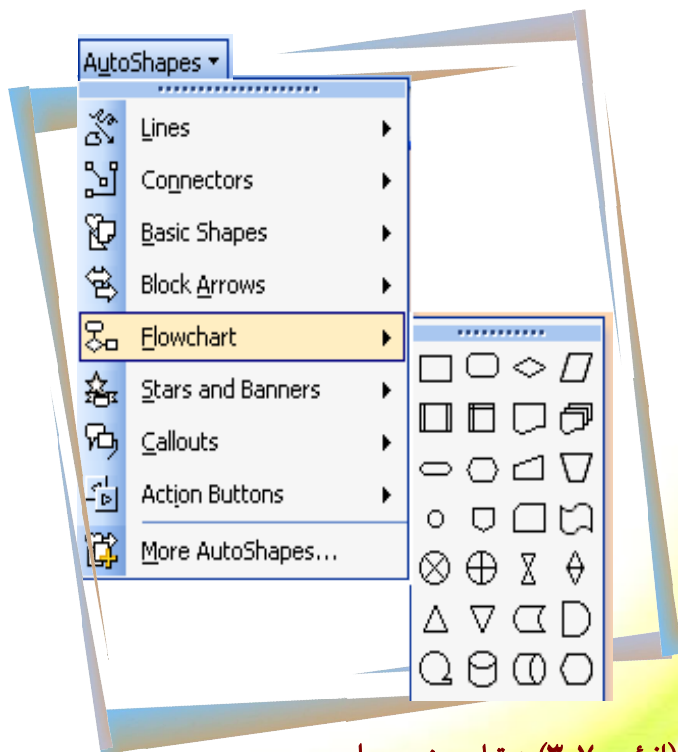 AutoShapes
Lines
Connectors
Basic Shapes
Block Arrows
Flowchart
Stars and Banners
Callouts
Action Buttons
More AutoShapes...